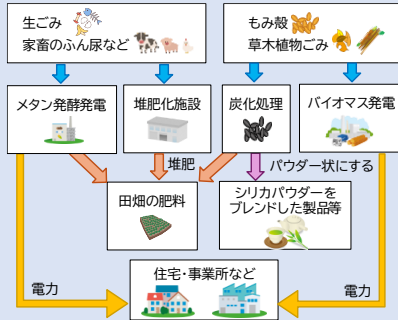 生ごみ
家畜のふん尿など
もみ殻
草木植物ごみ
メタン発酵発電
堆肥化施設
炭化処理
バイオマス発電
堆肥
パウダー状にする
田畑の肥料
シリカパウダーを
ブレンドした製品等
住宅・事業所など
電力
電力